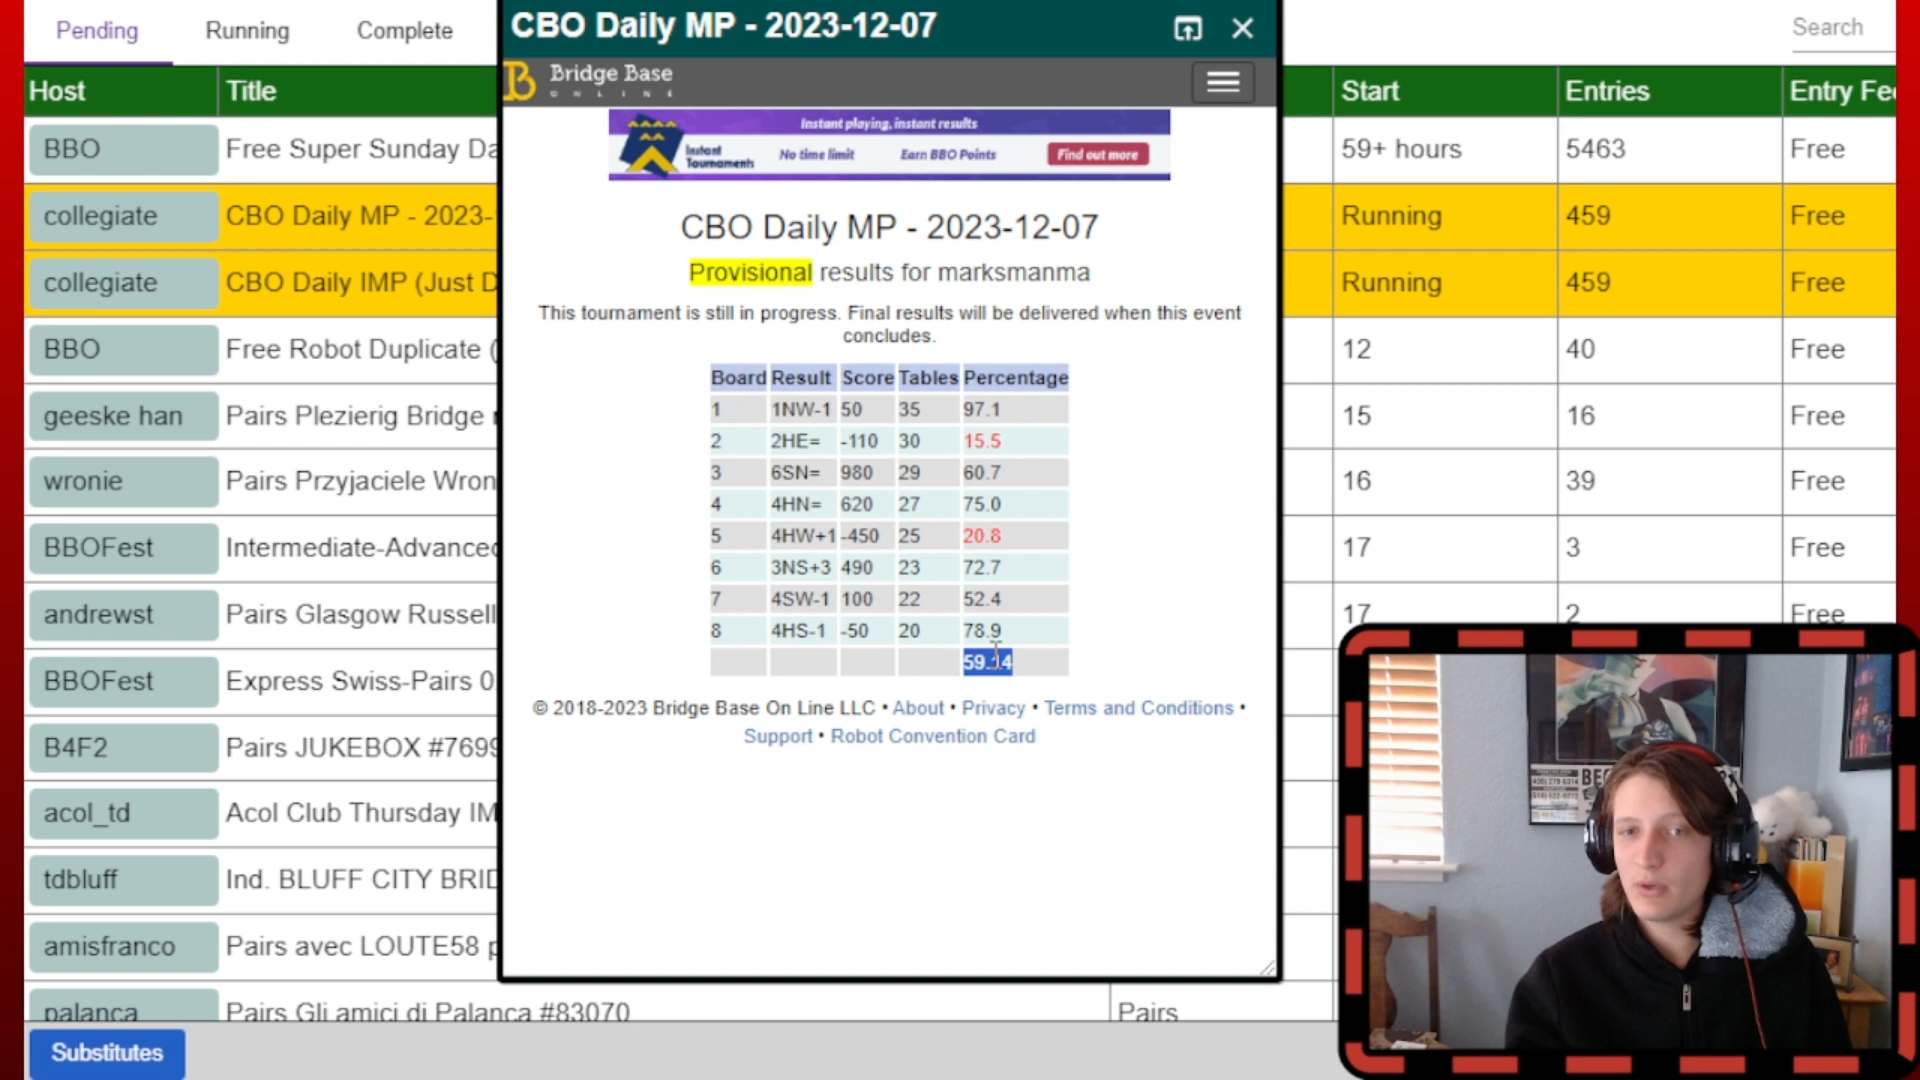 Pending Running Complete Search
Host Title Start Entries Entry Fe
BBO Free Super Sunday Da 59+ hours 5463 Free
collegiate CBO Daily MP - 2023- Running 459 Free
collegiate CBO Daily IMP (Just D Running 459 Free
BBO Free Robot Duplicate ( 12 40 Free
geeske han Pairs Plezierig Bridge 15 16 Free
wronie Pairs Przyjaciele Wron 16 39 Free
BBOFest Intermediate-Advanced 17 3 Free
andrewst Pairs Glasgow Russell 17 2 Free
BBOFest Express Swiss-Pairs 0
B4F2 Pairs JUKEBOX #7699
acol_td Acol Club Thursday IM
tdbluff Ind. BLUFF CITY BRID
amisfranco Pairs avec LOUTE58 p
palanca Pairs Gli amici di Palanca #83070 Pairs
Substitutes
CBO Daily MP - 2023-12-07
Bridge Base
ONLINE
Instant playing, instant results
Instant
Tournaments
No time limit Earn BBO Points Find out more
CBO Daily MP - 2023-12-07
Provisional results for marksmanma
This tournament is still in progress. Final results will be delivered when this event
concludes.
Board Result Score Tables Percentage
1 1NW-1 50 35 97.1
2 2HE= -110 30 15.5
3 6SN= 980 29 60.7
4 4HN= 620 27 75.0
5 4HW+1 -450 25 20.8
6 3NS+3 490 23 72.7
7 4SW-1 100 22 52.4
8 4HS-1 -50 20 78.9
59.14
© 2018-2023 Bridge Base On Line LLC • About • Privacy • Terms and Conditions •
Support • Robot Convention Card